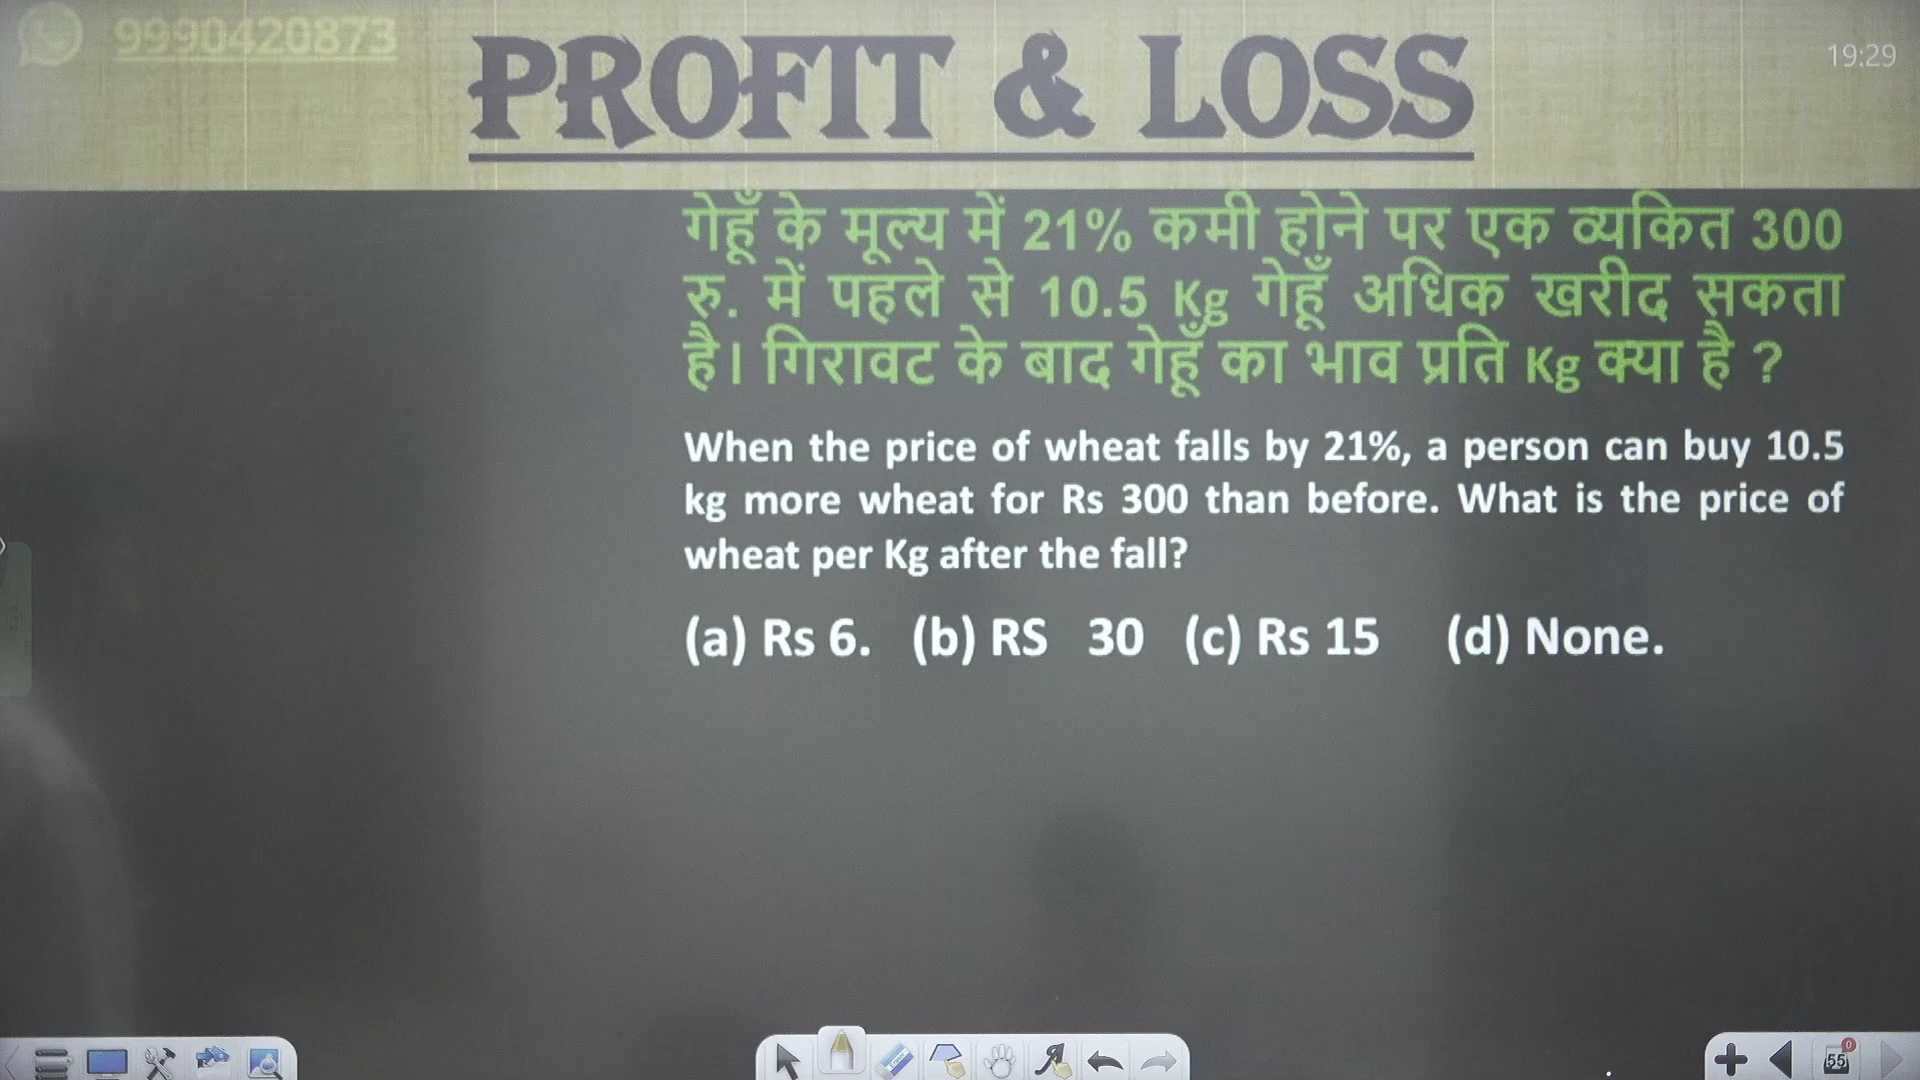 9990420873
PROFIT & LOSS
19:29
गेहूँ के मूल्य में 21% कमी होने पर एक व्यकित 300
रु. में पहले से 10.5 Kg गेहूँ अधिक खरीद सकता
है। गिरावट के बाद गेहूँ का भाव प्रति Kg क्या है ?
When the price of wheat falls by 21%, a person can buy 10.5
kg more wheat for Rs 300 than before. What is the price of
wheat per Kg after the fall?
(a) Rs 6. (b) RS 30 (c) Rs 15 (d) None.
55
0